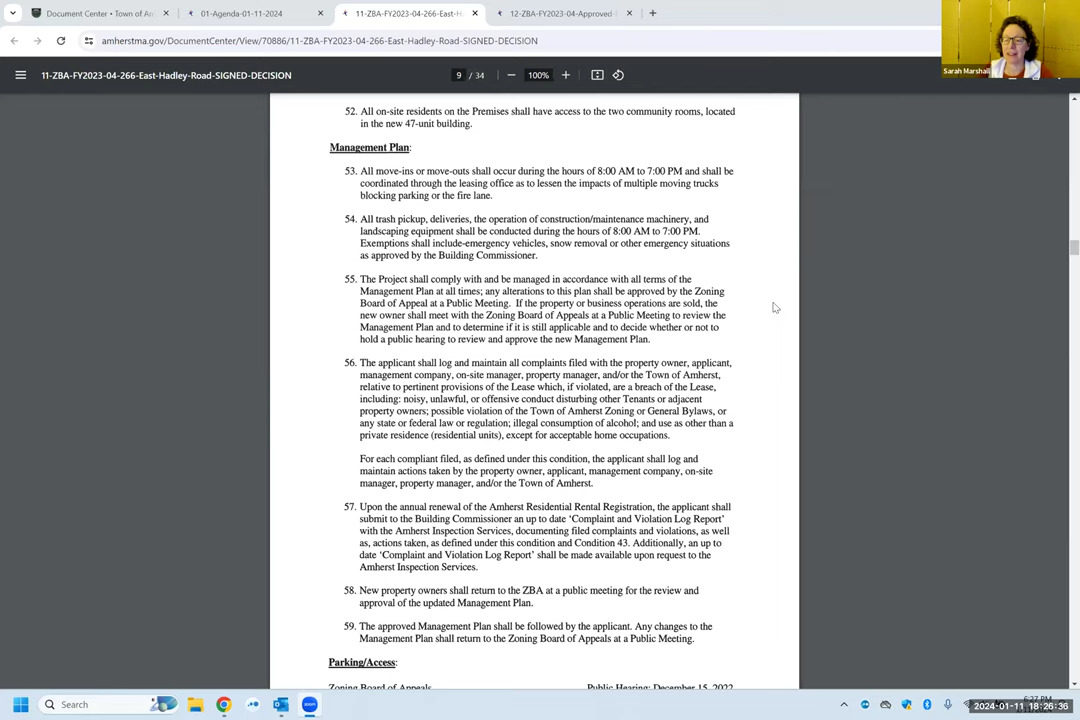 Document Center • Town of Am
01-Agenda-01-11-2024
11-ZBA-FY2023-04-266-East-H
12-ZBA-FY2023-04-Approved-
amherstma.gov/DocumentCenter/View/70886/11-ZBA-FY2023-04-266-East-Hadley-Road-SIGNED-DECISION
Sarah Marshall
11-ZBA-FY2023-04-266-East-Hadley-Road-SIGNED-DECISION
9 / 34
100%
52. All on-site residents on the Premises shall have access to the two community rooms, located
in the new 47-unit building.
Management Plan:
53. All move-ins or move-outs shall occur during the hours of 8:00 AM to 7:00 PM and shall be
coordinated through the leasing office as to lessen the impacts of multiple moving trucks
blocking parking or the fire lane.
54. All trash pickup, deliveries, the operation of construction/maintenance machinery, and
landscaping equipment shall be conducted during the hours of 8:00 AM to 7:00 PM.
Exemptions shall include-emergency vehicles, snow removal or other emergency situations
as approved by the Building Commissioner.
55. The Project shall comply with and be managed in accordance with all terms of the
Management Plan at all times; any alterations to this plan shall be approved by the Zoning
Board of Appeal at a Public Meeting. If the property or business operations are sold, the
new owner shall meet with the Zoning Board of Appeals at a Public Meeting to review the
Management Plan and to determine if it is still applicable and to decide whether or not to
hold a public hearing to review and approve the new Management Plan.
56. The applicant shall log and maintain all complaints filed with the property owner, applicant,
management company, on-site manager, property manager, and/or the Town of Amherst,
relative to pertinent provisions of the Lease which, if violated, are a breach of the Lease,
including: noisy, unlawful, or offensive conduct disturbing other Tenants or adjacent
property owners; possible violation of the Town of Amherst Zoning or General Bylaws, or
any state or federal law or regulation; illegal consumption of alcohol; and use as other than a
private residence (residential units), except for acceptable home occupations.
For each compliant filed, as defined under this condition, the applicant shall log and
maintain actions taken by the property owner, applicant, management company, on-site
manager, property manager, and/or the Town of Amherst.
57. Upon the annual renewal of the Amherst Residential Rental Registration, the applicant shall
submit to the Building Commissioner an up to date ‘Complaint and Violation Log Report’
with the Amherst Inspection Services, documenting filed complaints and violations, as well
as, actions taken, as defined under this condition and Condition 43. Additionally, an up to
date ‘Complaint and Violation Log Report’ shall be made available upon request to the
Amherst Inspection Services.
58. New property owners shall return to the ZBA at a public meeting for the review and
approval of the updated Management Plan.
59. The approved Management Plan shall be followed by the applicant. Any changes to the
Management Plan shall return to the Zoning Board of Appeals at a Public Meeting.
Parking/Access:
Zoning Board of Appeals Public Hearing: December 15, 2022
Search
6:27 PM
2024-01-11 18:26:36